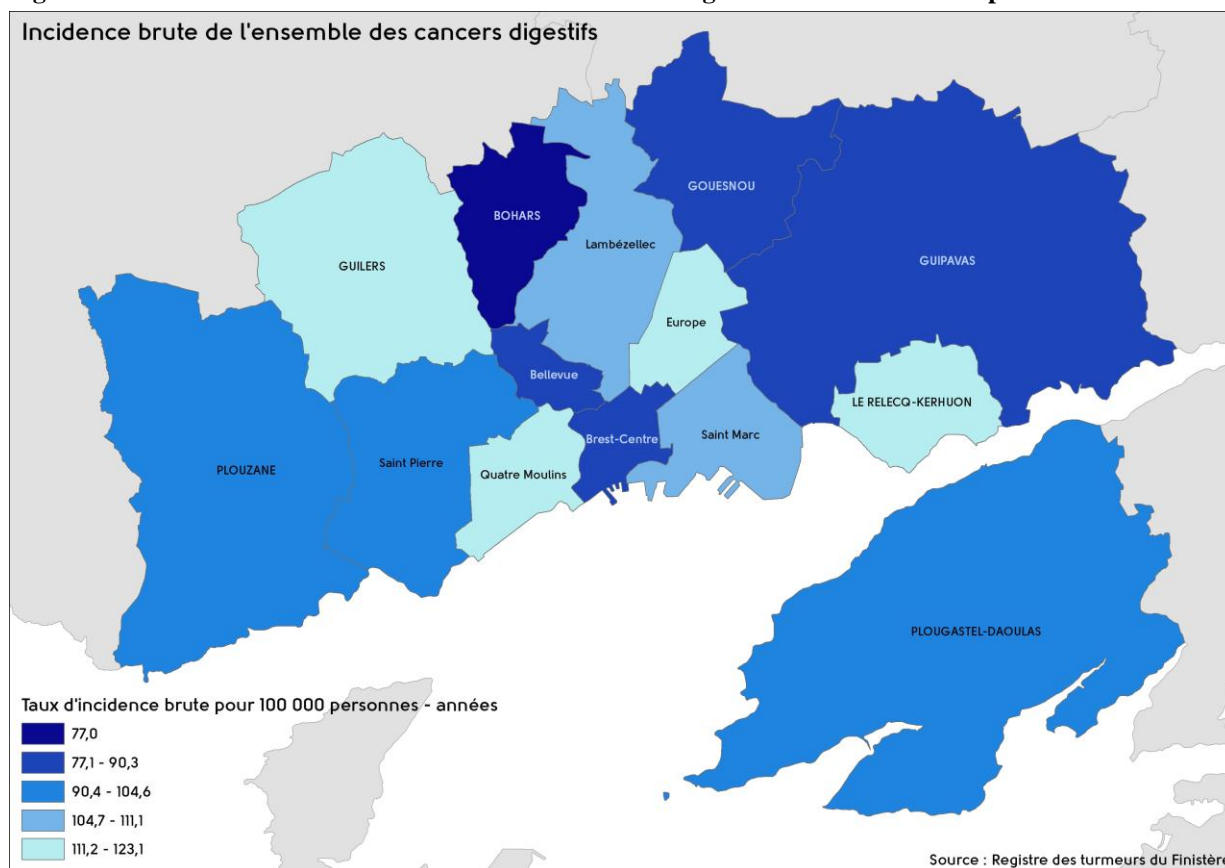 Incidence brute de l'ensemble des cancers digestifs
GOUESNOU
BOHARS
Lambézellec
GUIPAVAS
GUILERS
Europe
Bellevue
LE RELECQ-KERHUON
Brest-Centre
Saint Marc
PLOUZANE
Saint Pierre
Quatre Moulins
PLOUGASTEL-DAOULAS
Taux d'incidence brute pour 100 000 personnes - années
77,0
77,1 - 90,3
90,4 - 104,6
104,7 - 111,1
111,2 - 123,1
Source : Registre des turmeurs du Finistère